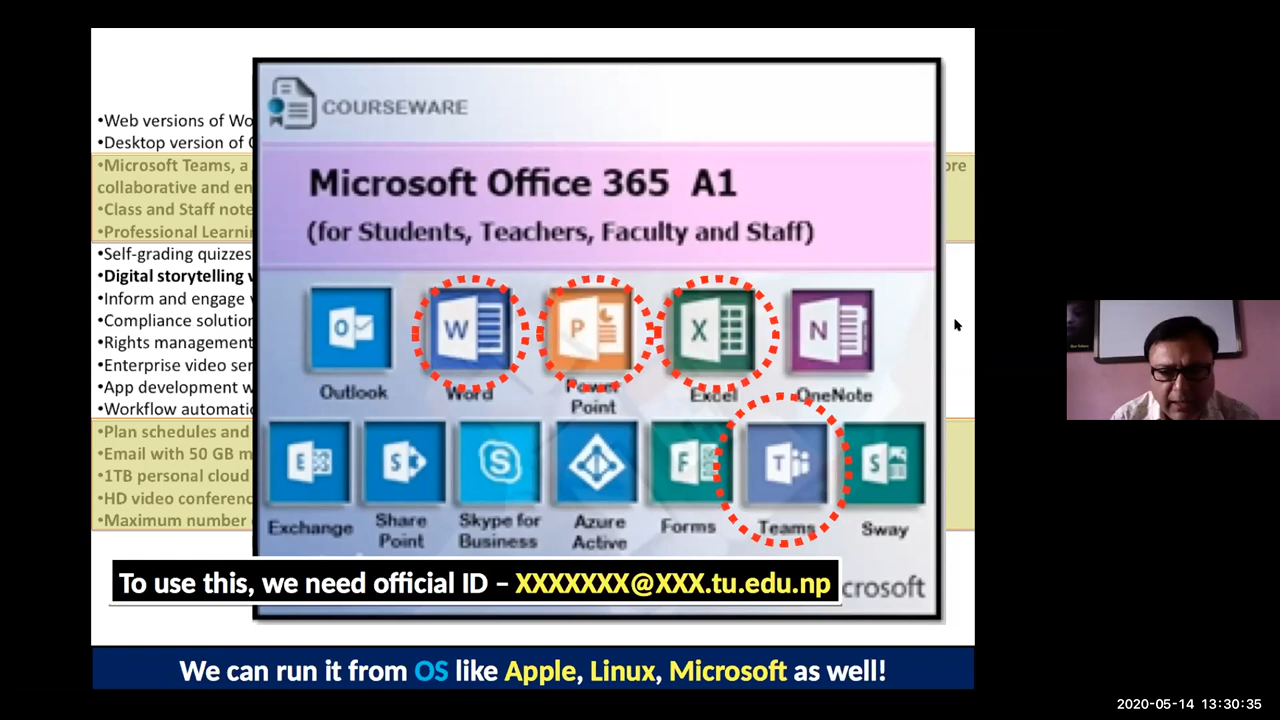 •Web versions of Wo
•Desktop version of
•Microsoft Teams, a
ore
collaborative and en
•Class and Staff note
•Professional Learnin
•Self-grading quizzes
•Digital storytelling
•Inform and engage
•Compliance solution
•Rights management
•Enterprise video ser
•App development w
•Workflow automatic
•Plan schedules and
•Email with 50 GB m
•1TB personal cloud
•HD video conferenc
•Maximum number
COURSEWARE
Microsoft Office 365 A1
(for Students, Teachers, Faculty and Staff)
O
W
P
X
N
Outlook
Word
Power
Point
Excel
OneNote
E
S
S
F
T
S
Exchange
Share
Point
Skype for
Business
Azure
Active
Forms
Teams
Sway
To use this, we need official ID – XXXXXXX@XXX.tu.edu.np
crosoft
We can run it from OS like Apple, Linux, Microsoft as well!
2020-05-14 13:30:35